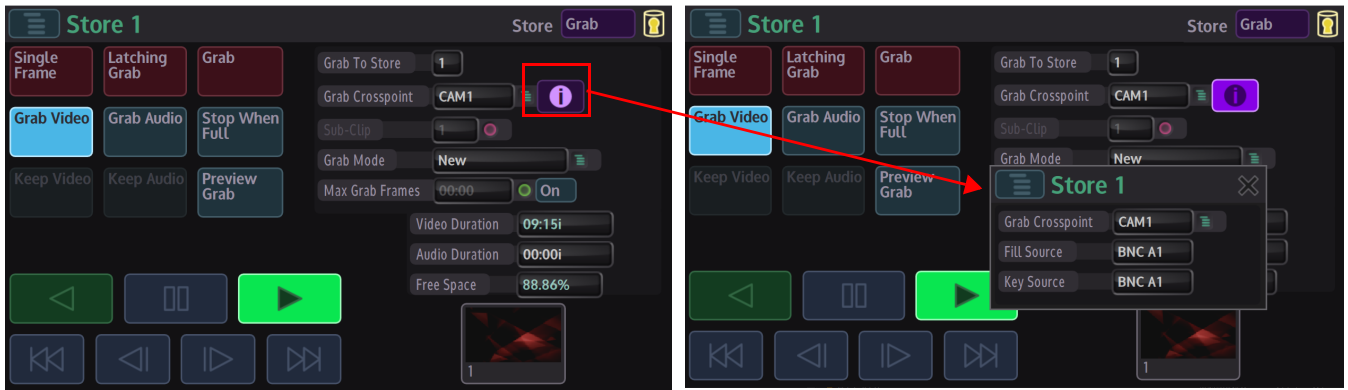 Store 1
Store Grab
Single Frame
Latching Grab
Grab
Grab To Store 1
Grab Crosspoint CAM1 i
Grab Video
Grab Audio
Stop When Full
Sub-Clip 1
Grab Mode New
Keep Video
Keep Audio
Preview Grab
Max Grab Frames 00:00 On
Video Duration 09:15i
Audio Duration 00:00i
Free Space 88.86%
1
Store 1
Store Grab
Single Frame
Latching Grab
Grab
Grab To Store 1
Grab Crosspoint CAM1 i
Grab Video
Grab Audio
Stop When Full
Sub-Clip 1
Grab Mode New
Keep Video
Keep Audio
Preview Grab
Store 1
Grab Crosspoint CAM1
Fill Source BNC A1
Key Source BNC A1
1